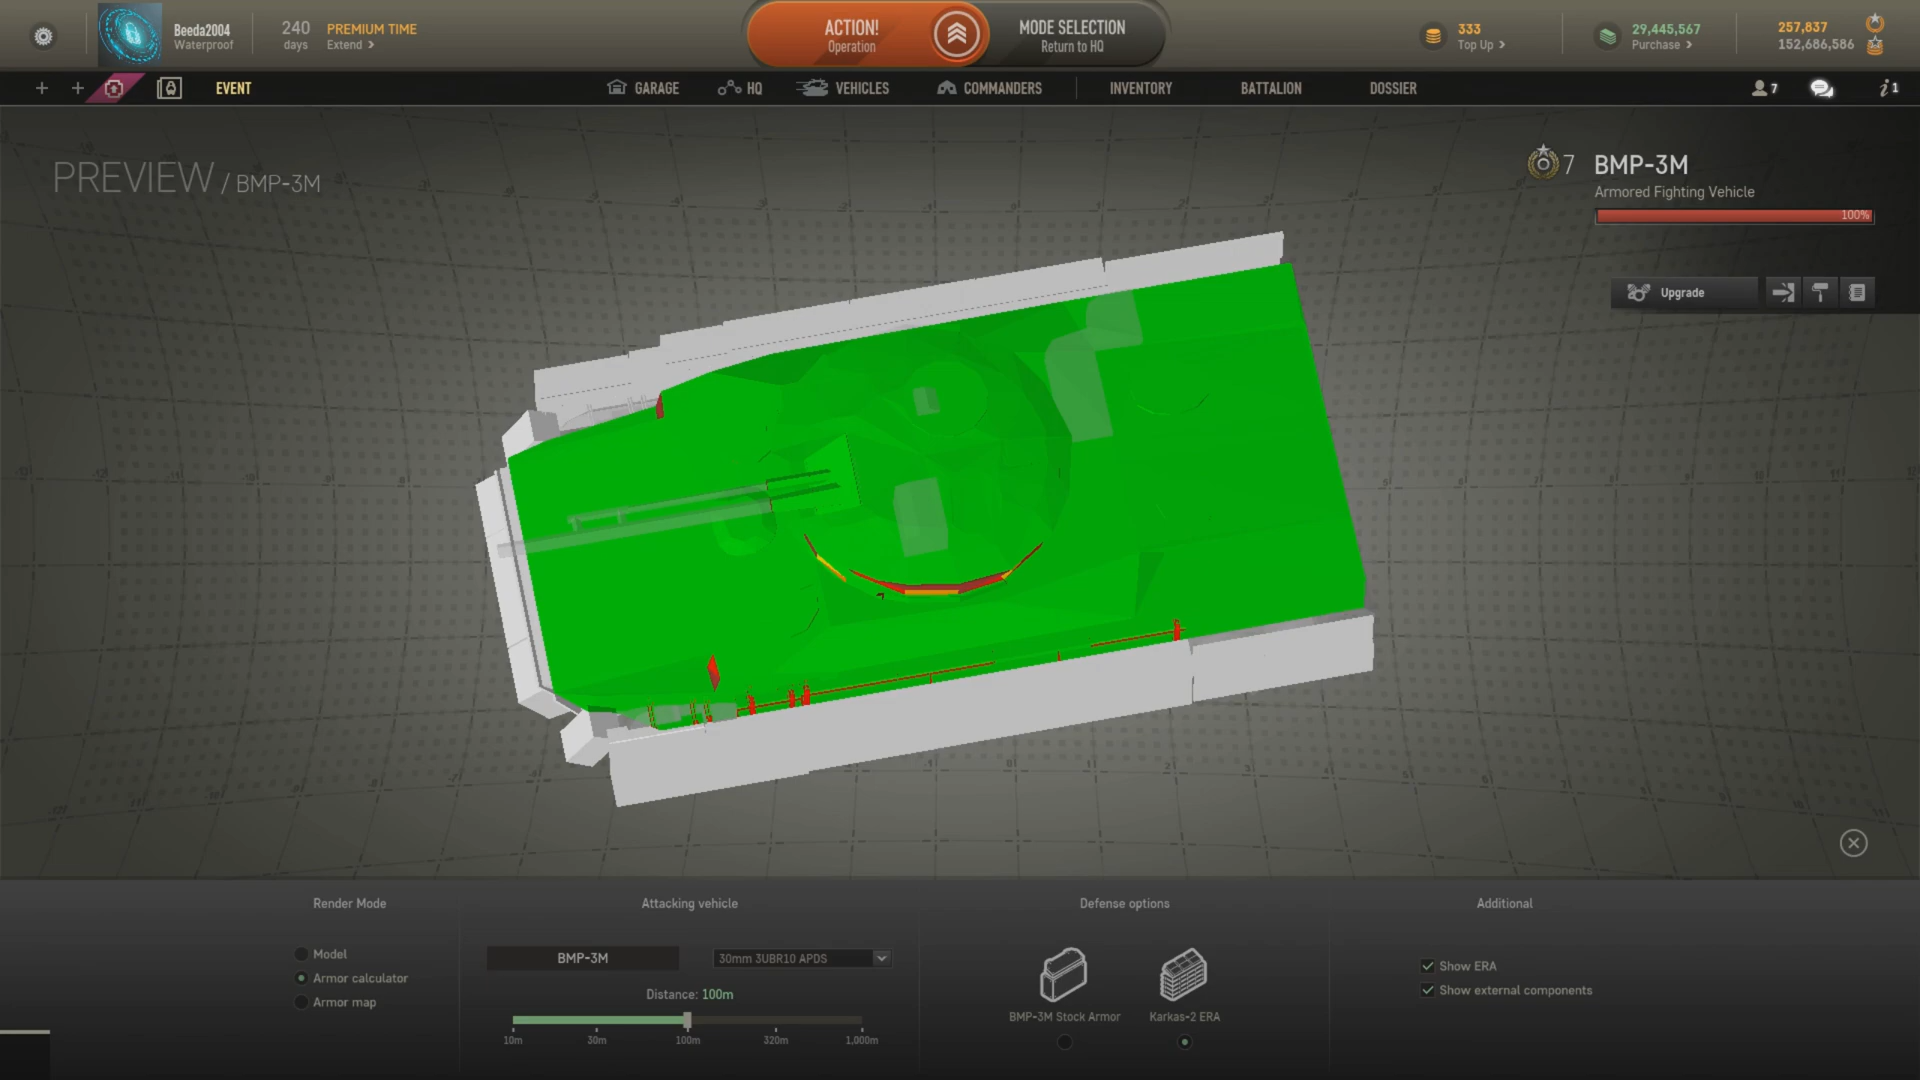 Beeda2004
Waterproof
240
days
PREMIUM TIME
Extend
ACTION!
Operation
MODE SELECTION
Return to HQ
333
Top Up
29,445,567
Purchase
257,837
152,686,586
EVENT
GARAGE
HQ
VEHICLES
COMMANDERS
INVENTORY
BATTALION
DOSSIER
7
1
PREVIEW / BMP-3M
7
BMP-3M
Armored Fighting Vehicle
100%
Upgrade
Render Mode
Model
Armor calculator
Armor map
Attacking vehicle
BMP-3M
30mm 3UBR10 APDS
Distance: 100m
10m
30m
100m
320m
1,000m
Defense options
BMP-3M Stock Armor
Karkas-2 ERA
Additional
Show ERA
Show external components